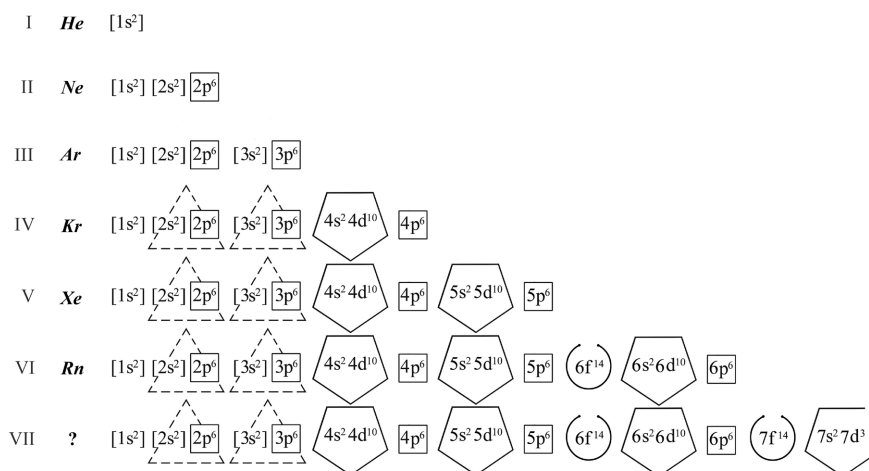 I He [1s²]
II Ne [1s²] [2s²] 2p⁶
III Ar [1s²] [2s²] 2p⁶ [3s²] 3p⁶
IV Kr [1s²] [2s²] 2p⁶ [3s²] 3p⁶ 4s² 4d¹⁰ 4p⁶
V Xe [1s²] [2s²] 2p⁶ [3s²] 3p⁶ 4s² 4d¹⁰ 4p⁶ 5s² 5d¹⁰ 5p⁶
VI Rn [1s²] [2s²] 2p⁶ [3s²] 3p⁶ 4s² 4d¹⁰ 4p⁶ 5s² 5d¹⁰ 5p⁶ 6f¹⁴ 6s² 6d¹⁰ 6p⁶
VII ? [1s²] [2s²] 2p⁶ [3s²] 3p⁶ 4s² 4d¹⁰ 4p⁶ 5s² 5d¹⁰ 5p⁶ 6f¹⁴ 6s² 6d¹⁰ 6p⁶ 7f¹⁴ 7s² 7d³